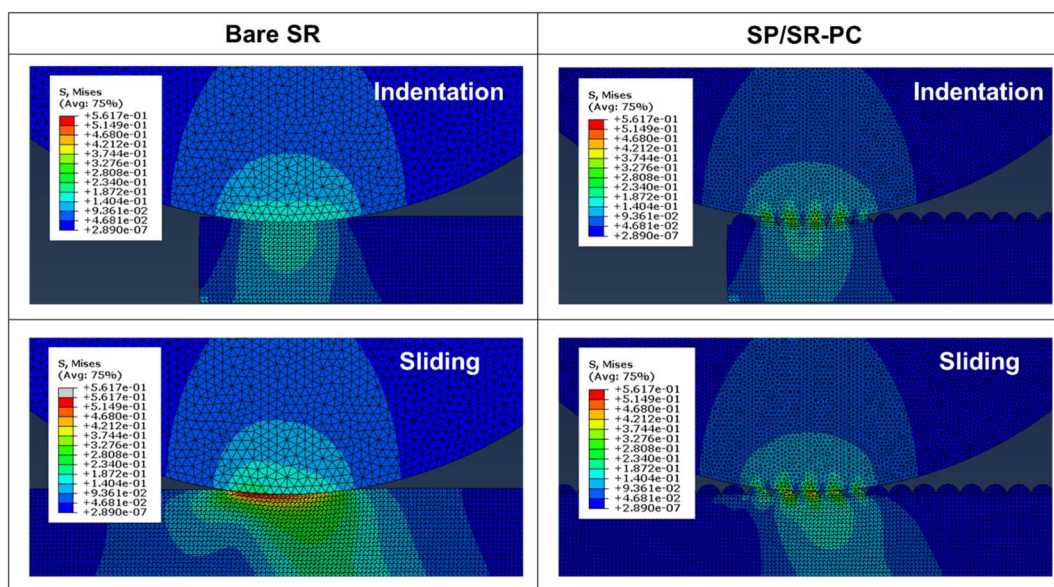 Bare SR
SP/SR-PC
Indentation
S, Mises
(Avg: 75%)
+5.617e-01
+5.149e-01
+4.680e-01
+4.212e-01
+3.744e-01
+3.276e-01
+2.808e-01
+2.340e-01
+1.872e-01
+1.404e-01
+9.361e-02
+4.681e-02
+2.890e-07
Indentation
S, Mises
(Avg: 75%)
+5.617e-01
+5.149e-01
+4.680e-01
+4.212e-01
+3.744e-01
+3.276e-01
+2.808e-01
+2.340e-01
+1.872e-01
+1.404e-01
+9.361e-02
+4.681e-02
+2.890e-07
Sliding
S, Mises
(Avg: 75%)
+5.617e-01
+5.617e-01
+5.149e-01
+4.680e-01
+4.212e-01
+3.744e-01
+3.276e-01
+2.808e-01
+2.340e-01
+1.872e-01
+1.404e-01
+9.361e-02
+4.681e-02
+2.890e-07
Sliding
S, Mises
(Avg: 75%)
+5.617e-01
+5.149e-01
+4.680e-01
+4.212e-01
+3.744e-01
+3.276e-01
+2.808e-01
+2.340e-01
+1.872e-01
+1.404e-01
+9.361e-02
+4.681e-02
+2.890e-07